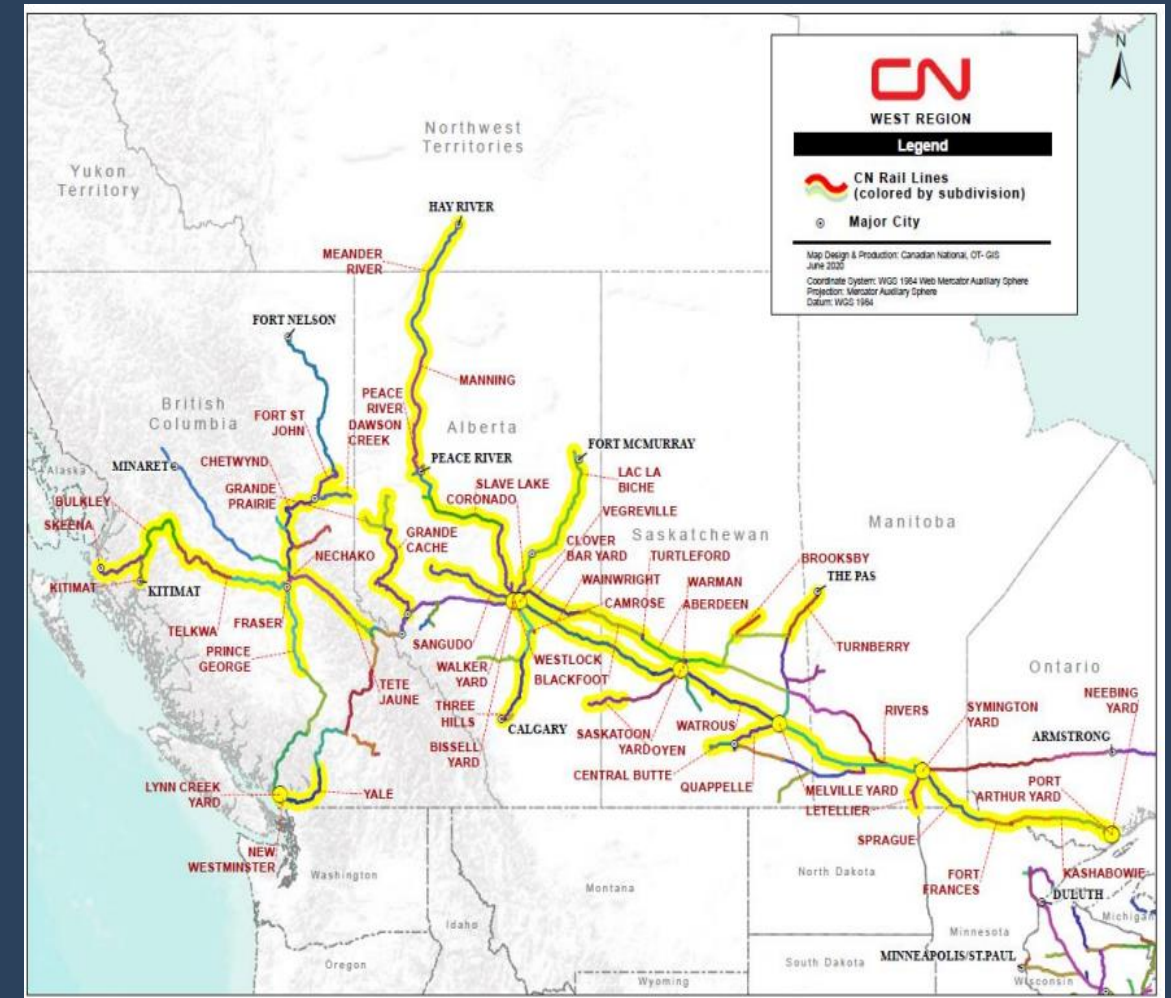 N
CN
WEST REGION
Legend
CN Rail Lines
(colored by subdivision)
Major City
Map Design & Production: Canadian National, OT- GIS
June 2020
Coordinate System: WGS 1984 Web Mercator Auxiliary Sphere
Projection: Mercator Auxiliary Sphere
Datum: WGS 1984
Northwest
Territories
Yukon
Territory
HAY RIVER
MEANDER
RIVER
FORT NELSON
MANNING
PEACE
RIVER
British
Columbia
FORT ST
JOHN
DAWSON
CREEK
Alberta
FORT MCMURRAY
CHETWYND
PEACE RIVER
MINARET
Alaska
LAC LA
BICHE
SLAVE LAKE
GRANDE
PRAIRIE
CORONADO
BULKLEY
VEGREVILLE
SKEENA
Manitoba
GRANDE
CACHE
Saskatchewan
CLOVER
BAR YARD
NECHAKO
TURTLEFORD
BROOKSBY
WAINWRIGHT
WARMAN
THE PAS
KITIMAT
KITIMAT
CAMROSE
ABERDEEN
FRASER
TELKWA
SANGUDO
TURNBERRY
PRINCE
GEORGE
WALKER
YARD
WESTLOCK
BLACKFOOT
Ontario
TETE
JAUNE
NEEBING
YARD
THREE
HILLS
RIVERS
SYMINGTON
YARD
CALGARY
WATROUS
SASKATOON
YARD
OYEN
ARMSTRONG
BISSELL
YARD
CENTRAL BUTTE
PORT
ARTHUR YARD
LYNN CREEK
YARD
YALE
QUAPPELLE
MELVILLE YARD
LETELLIER
SPRAGUE
NEW
WESTMINSTER
Washington
North Dakota
FORT
FRANCES
KASHABOWIE
Montana
DULUTH
Michigan
Idaho
Minnesota
MINNEAPOLIS/ST.PAUL
Oregon
South Dakota
Wyoming
Wisconsin